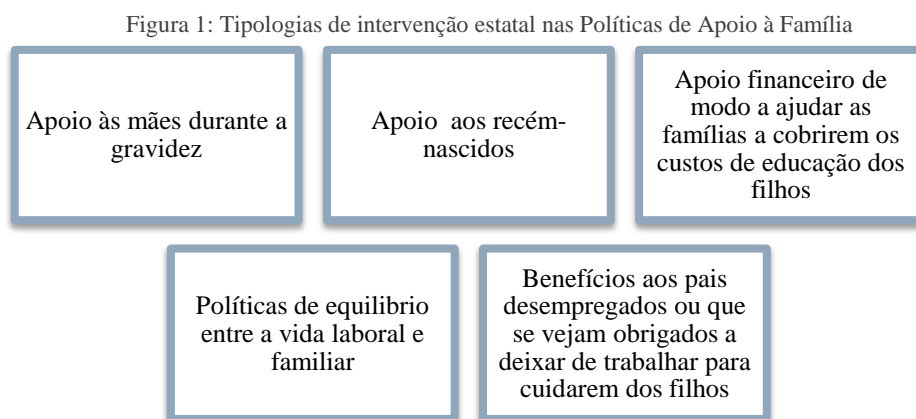 Figura 1: Tipologias de intervenção estatal nas Políticas de Apoio à Família
Apoio às mães durante a
gravidez
Apoio aos recém-
nascidos
Apoio financeiro de
modo a ajudar as
famílias a cobrirem os
custos de educação dos
filhos
Políticas de equilibrio
entre a vida laboral e
familiar
Benefícios aos pais
desempregados ou que
se vejam obrigados a
deixar de trabalhar para
cuidarem dos filhos